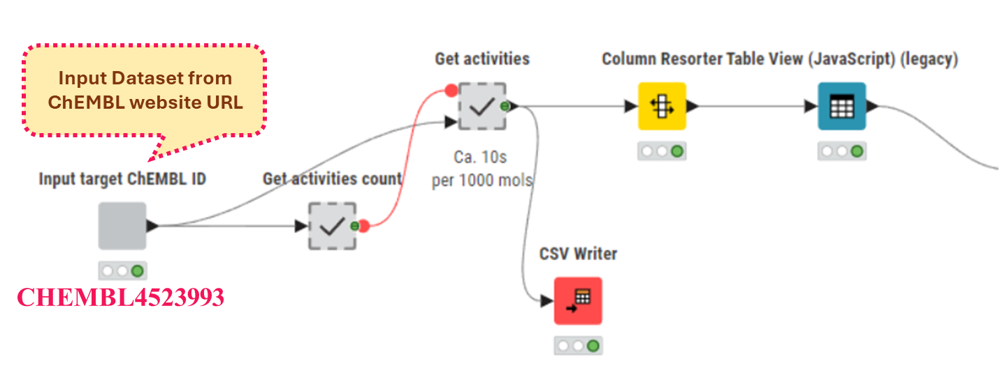 Get activities
Column Resorter
Table View (JavaScript) (legacy)
Input Dataset from
ChEMBL website URL
Ca. 10s
per 1000 mols
Input target ChEMBL ID
Get activities count
CSV Writer
CHEMBL4523993